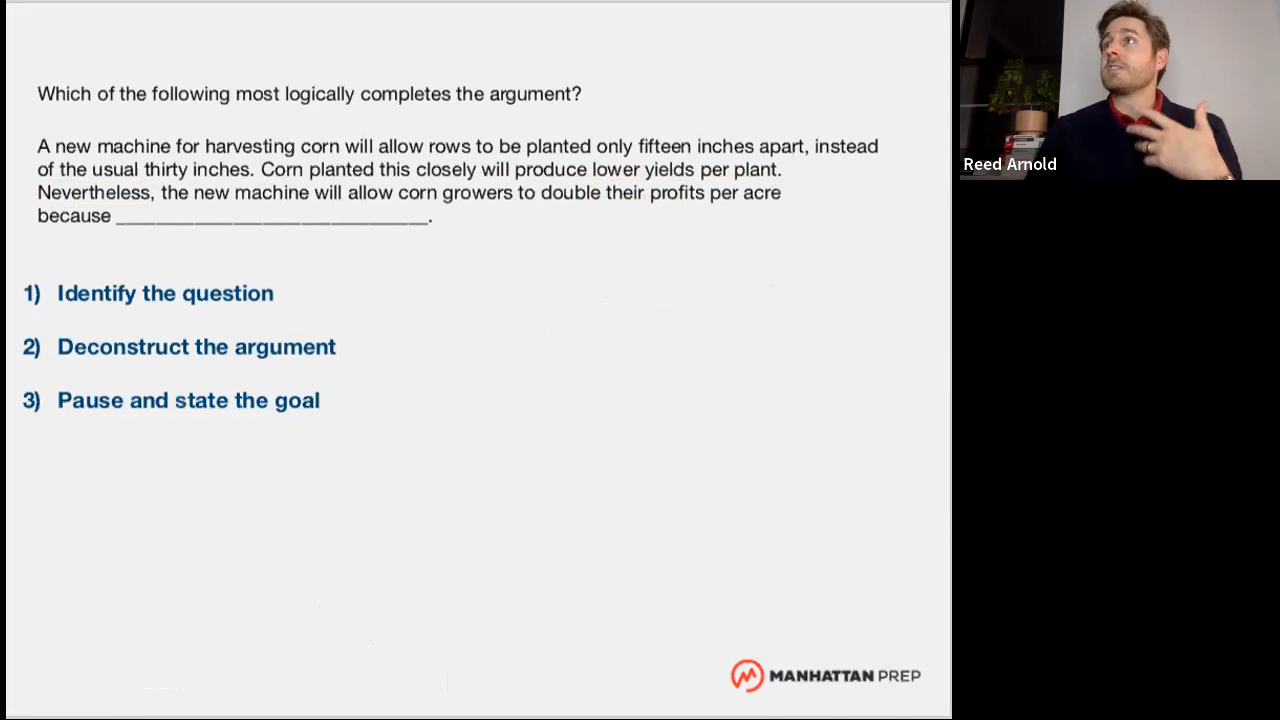 Which of the following most logically completes the argument?
A new machine for harvesting corn will allow rows to be planted only fifteen inches apart, instead
of the usual thirty inches. Corn planted this closely will produce lower yields per plant.
Nevertheless, the new machine will allow corn growers to double their profits per acre
because ____________________________.
1) Identify the question
2) Deconstruct the argument
3) Pause and state the goal
MANHATTAN PREP
Reed Arnold